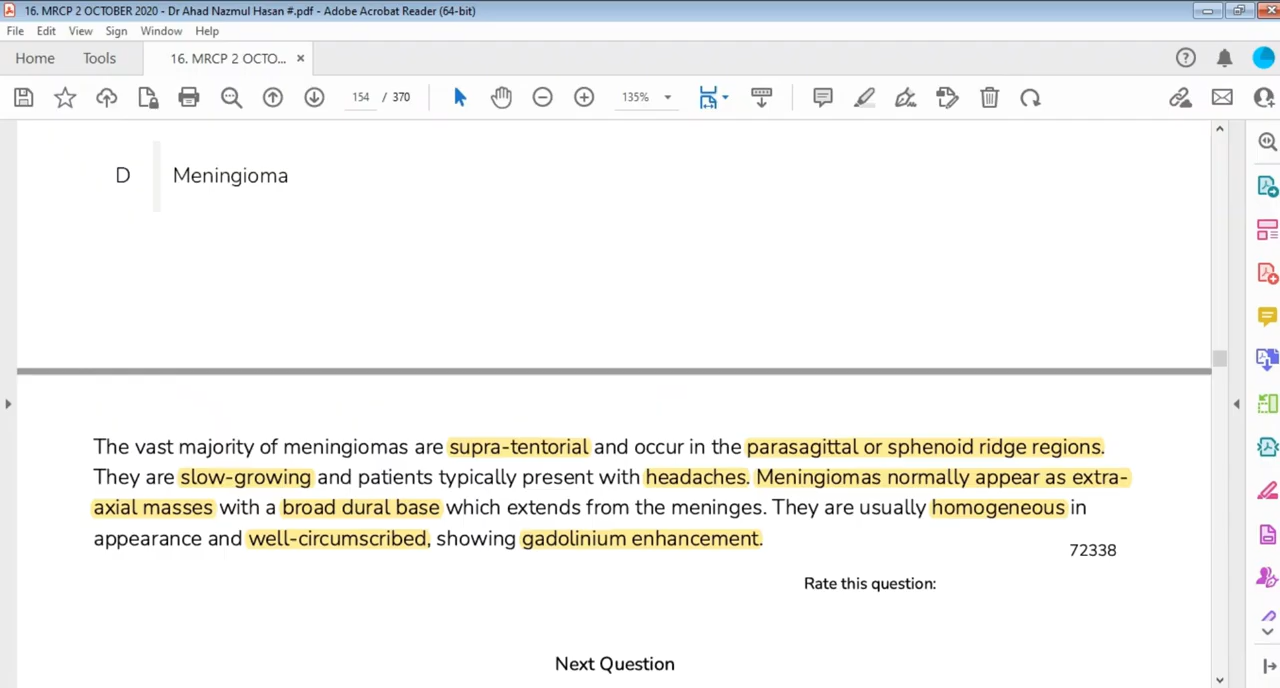 16. MRCP 2 OCTOBER 2020 - Dr Ahad Nazmul Hasan #.pdf - Adobe Acrobat Reader (64-bit)
File Edit View Sign Window Help
Home Tools 16. MRCP 2 OCTO... ×
154 / 370 135%
D Meningioma
The vast majority of meningiomas are supra-tentorial and occur in the parasagittal or sphenoid ridge regions.
They are slow-growing and patients typically present with headaches. Meningiomas normally appear as extra-
axial masses with a broad dural base which extends from the meninges. They are usually homogeneous in
appearance and well-circumscribed, showing gadolinium enhancement.
72338
Rate this question:
Next Question